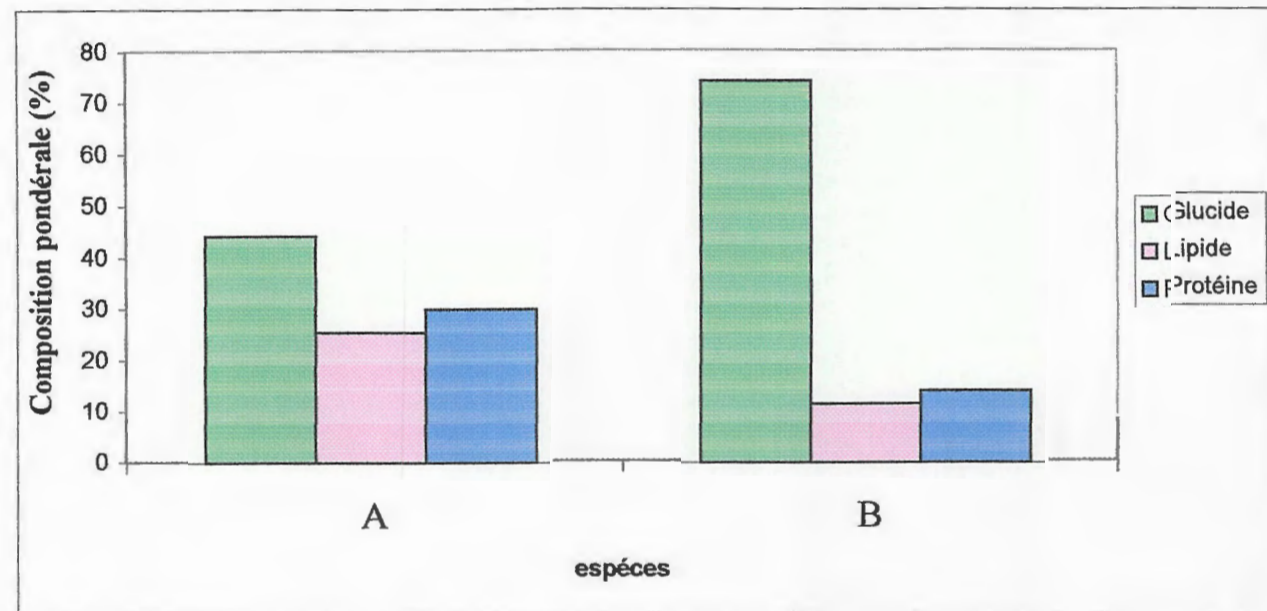 Composition pondérale (%)
80
70
60
50
40
30
20
10
0
A
B
espéces
Glucide
Lipide
Protéine